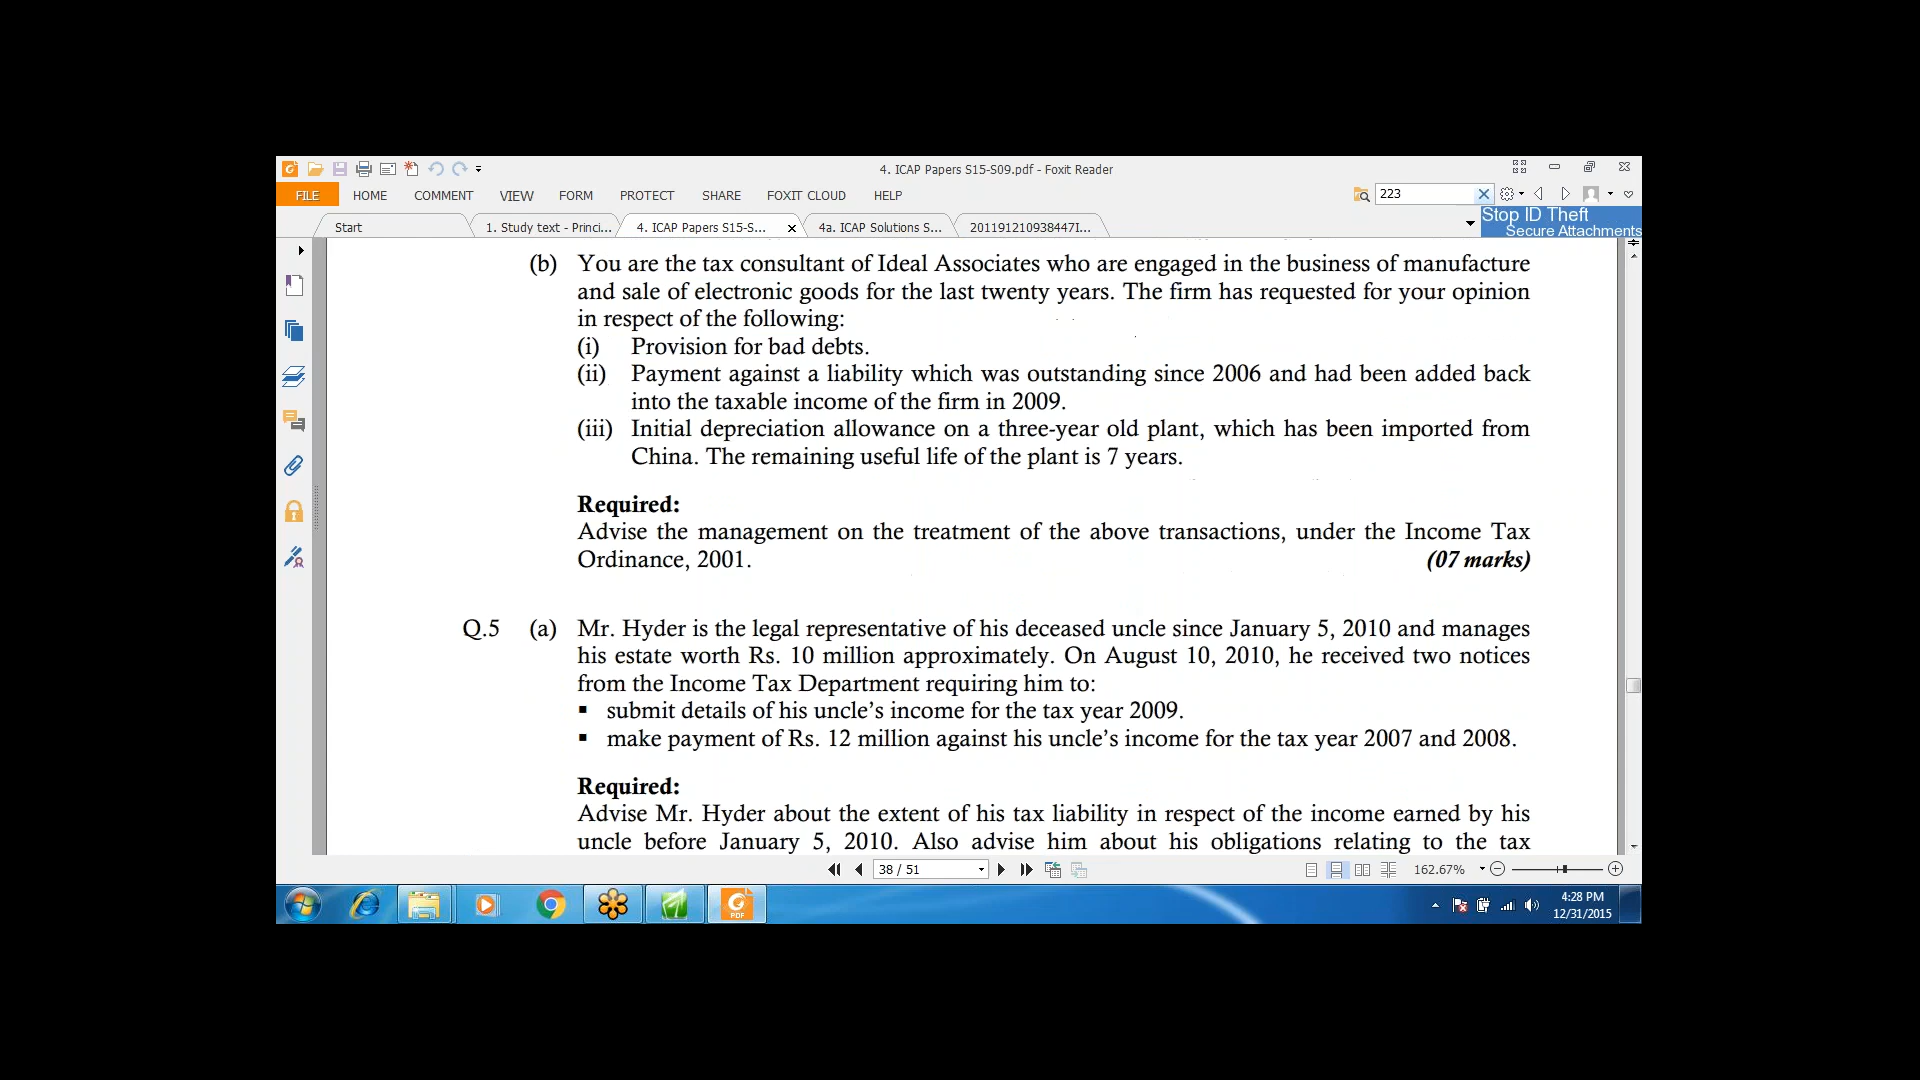 4. ICAP Papers S15-S09.pdf - Foxit Reader
FILE HOME COMMENT VIEW FORM PROTECT SHARE FOXIT CLOUD HELP 223
Start 1. Study text - Princi... 4. ICAP Papers S15-S... 4a. ICAP Solutions S... 201191210938447I...
Stop ID Theft
Secure Attachments
(b) You are the tax consultant of Ideal Associates who are engaged in the business of manufacture
and sale of electronic goods for the last twenty years. The firm has requested for your opinion
in respect of the following:
(i) Provision for bad debts.
(ii) Payment against a liability which was outstanding since 2006 and had been added back
into the taxable income of the firm in 2009.
(iii) Initial depreciation allowance on a three-year old plant, which has been imported from
China. The remaining useful life of the plant is 7 years.
Required:
Advise the management on the treatment of the above transactions, under the Income Tax
Ordinance, 2001. (07 marks)
Q.5 (a) Mr. Hyder is the legal representative of his deceased uncle since January 5, 2010 and manages
his estate worth Rs. 10 million approximately. On August 10, 2010, he received two notices
from the Income Tax Department requiring him to:
▪ submit details of his uncle’s income for the tax year 2009.
▪ make payment of Rs. 12 million against his uncle’s income for the tax year 2007 and 2008.
Required:
Advise Mr. Hyder about the extent of his tax liability in respect of the income earned by his
uncle before January 5, 2010. Also advise him about his obligations relating to the tax
38 / 51 162.67%
PDF
4:28 PM
12/31/2015